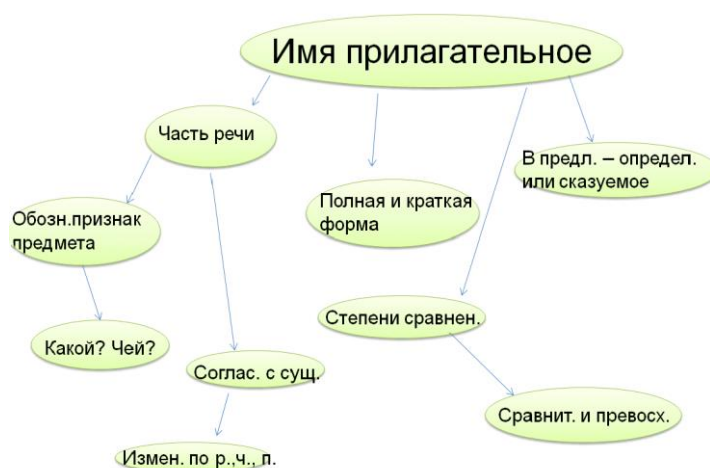 Имя прилагательное
Часть речи
В предл. – определ.
или сказуемое
Полная и краткая
форма
Обозн.признак
предмета
Степени сравнен.
Какой? Чей?
Соглас. с сущ.
Сравнит. и превосх.
Измен. по р.,ч., п.